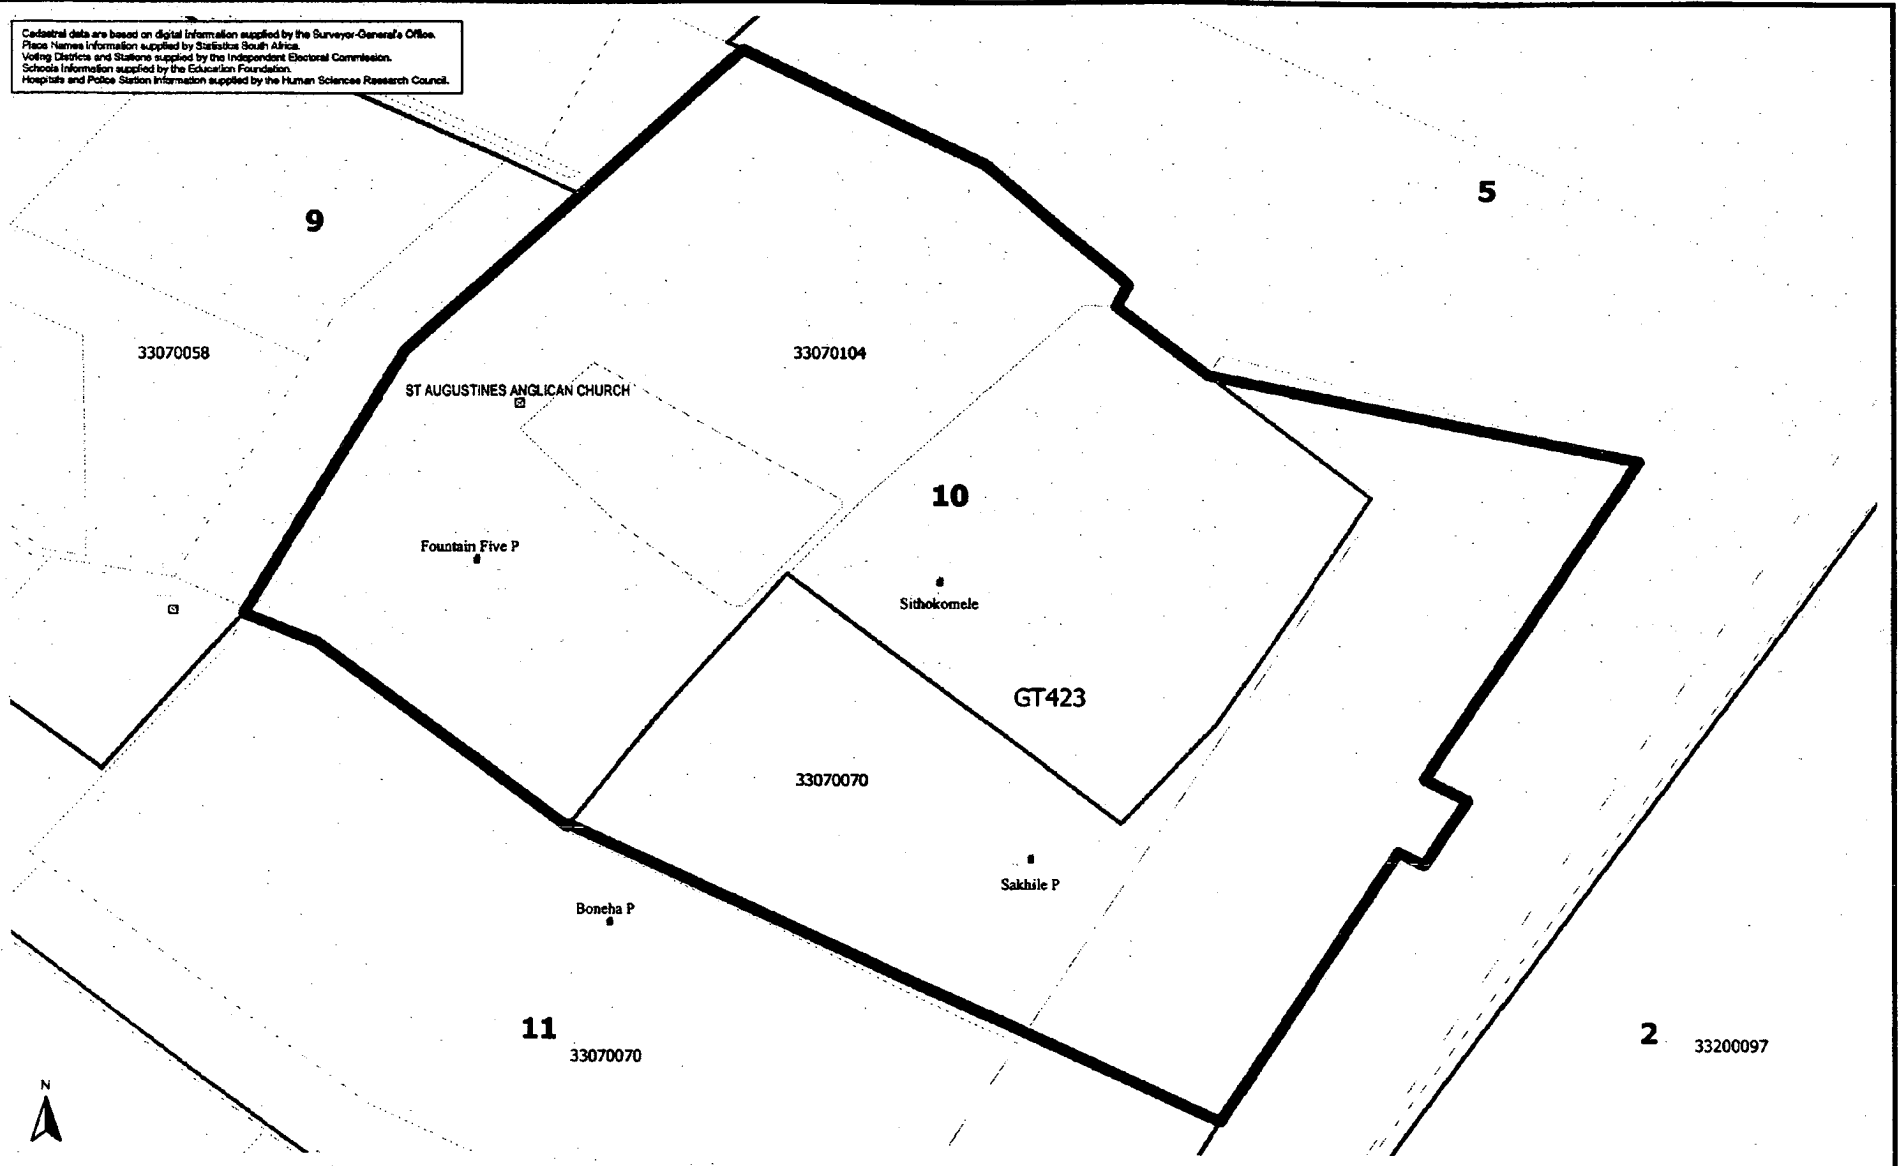 Cadastral data are based on digital information supplied by the Surveyor-General's Office.
Place Names information supplied by Statistics South Africa.
Voting Districts and Stations supplied by the Independent Electoral Commission.
Schools information supplied by the Education Foundation.
Hospitals and Police Station information supplied by the Human Sciences Research Council.
5
9
33070058
33070104
ST AUGUSTINES ANGLICAN CHURCH
10
Fountain Five P
Sithokomele
GT423
33070070
Sakhile P
Boneha P
11
33070070
2
33200097
N